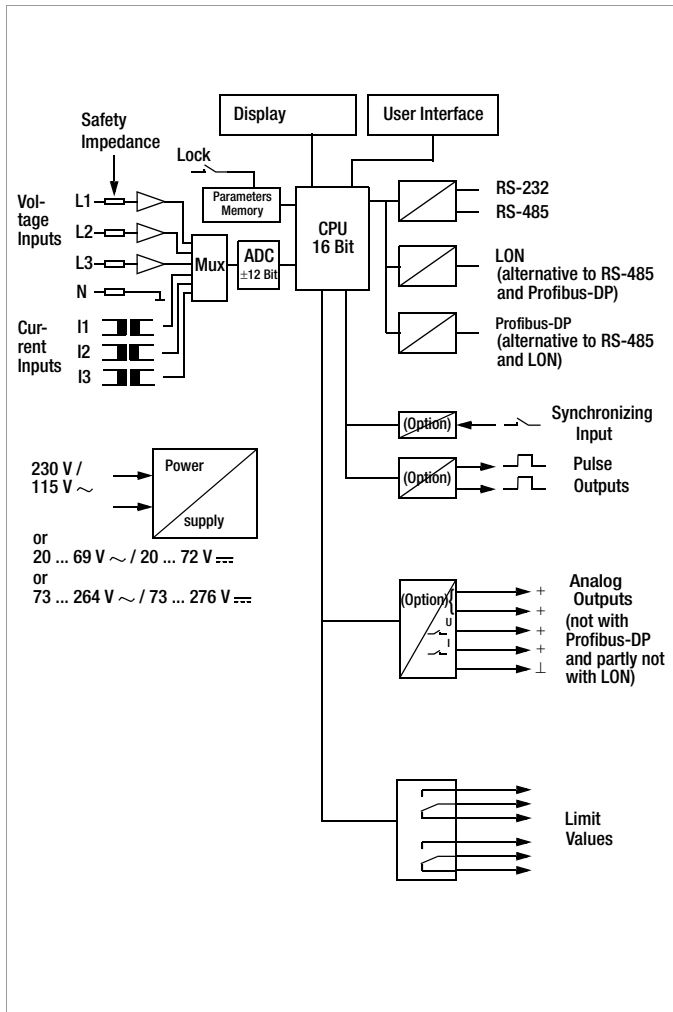 Display
User Interface
Safety
Impedance
Lock
Parameters
Memory
CPU
16 Bit
RS-232
RS-485
Vol-
tage
Inputs
L1
L2
L3
N
Mux
ADC
±12 Bit
LON
(alternative to RS-485
and Profibus-DP)
Cur-
rent
Inputs
I1
I2
I3
Profibus-DP
(alternative to RS-485
and LON)
(Option)
Synchronizing
Input
230 V /
115 V ~
Power
supply
(Option)
Pulse
Outputs
or
20 ... 69 V ~ / 20 ... 72 V ⎓
or
73 ... 264 V ~ / 73 ... 276 V ⎓
(Option)
U
I
+
+
+
+
⊥
Analog
Outputs
(not with
Profibus-DP
and partly not
with LON)
Limit
Values